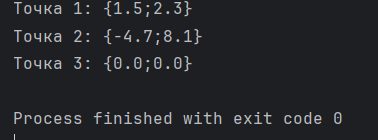 Точка 1: {1.5;2.3}
Точка 2: {-4.7;8.1}
Точка 3: {0.0;0.0}
Process finished with exit code 0